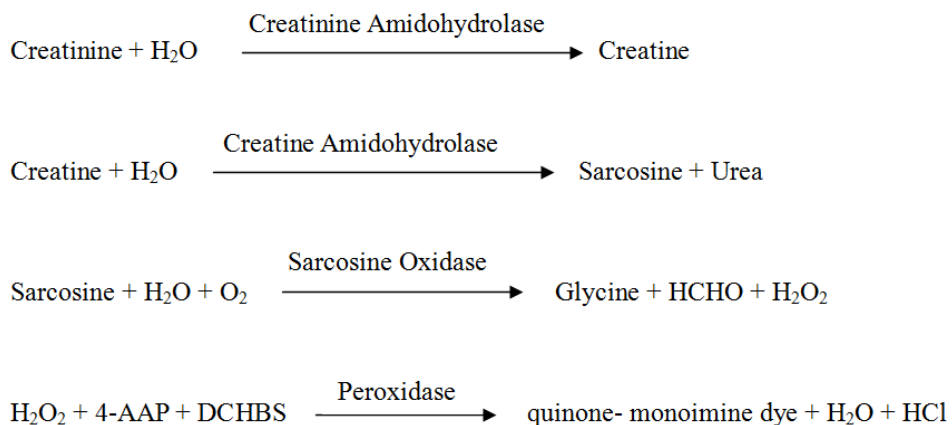 Creatinine Amidohydrolase
Creatinine + H₂O Creatine
Creatine Amidohydrolase
Creatine + H₂O Sarcosine + Urea
Sarcosine Oxidase
Sarcosine + H₂O + O₂ Glycine + HCHO + H₂O₂
Peroxidase
H₂O₂ + 4-AAP + DCHBS quinone- monoimine dye + H₂O + HCl